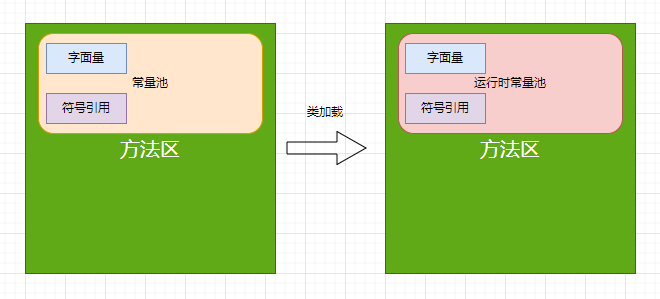 字面量
常量池
符号引用
方法区
类加载
字面量
运行时常量池
符号引用
方法区